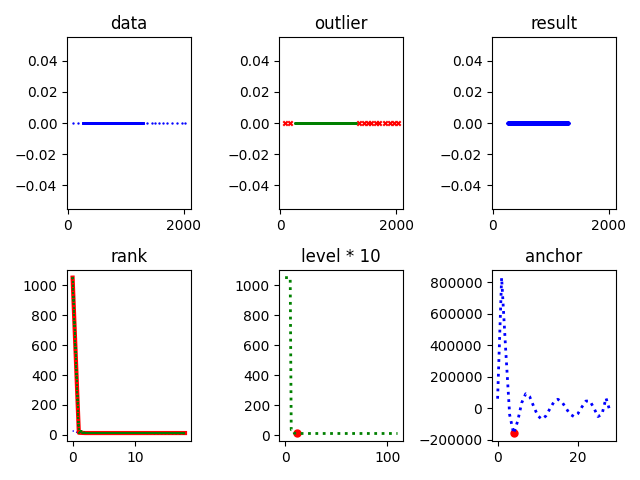 data outlier result
0.04 0.04 0.04
0.02 0.02 0.02
0.00 0.00 0.00
−0.02 −0.02 −0.02
−0.04 −0.04 −0.04
0 2000 0 2000 0 2000
rank level * 10 anchor
1000 1000 800000
800 800 600000
600 600 400000
400 400 200000
200 200 0
0 0 −200000
0 10 0 100 0 20